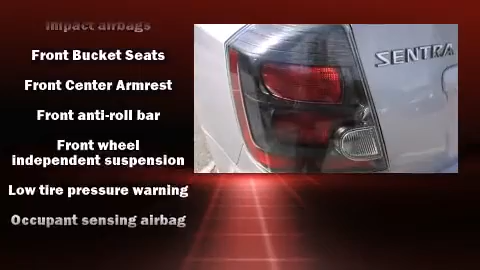 Impact airbags
Front Bucket Seats
Front Center Armrest
Front anti-roll bar
Front wheel
independent suspension
Low tire pressure warning
Occupant sensing airbag
SENTRA